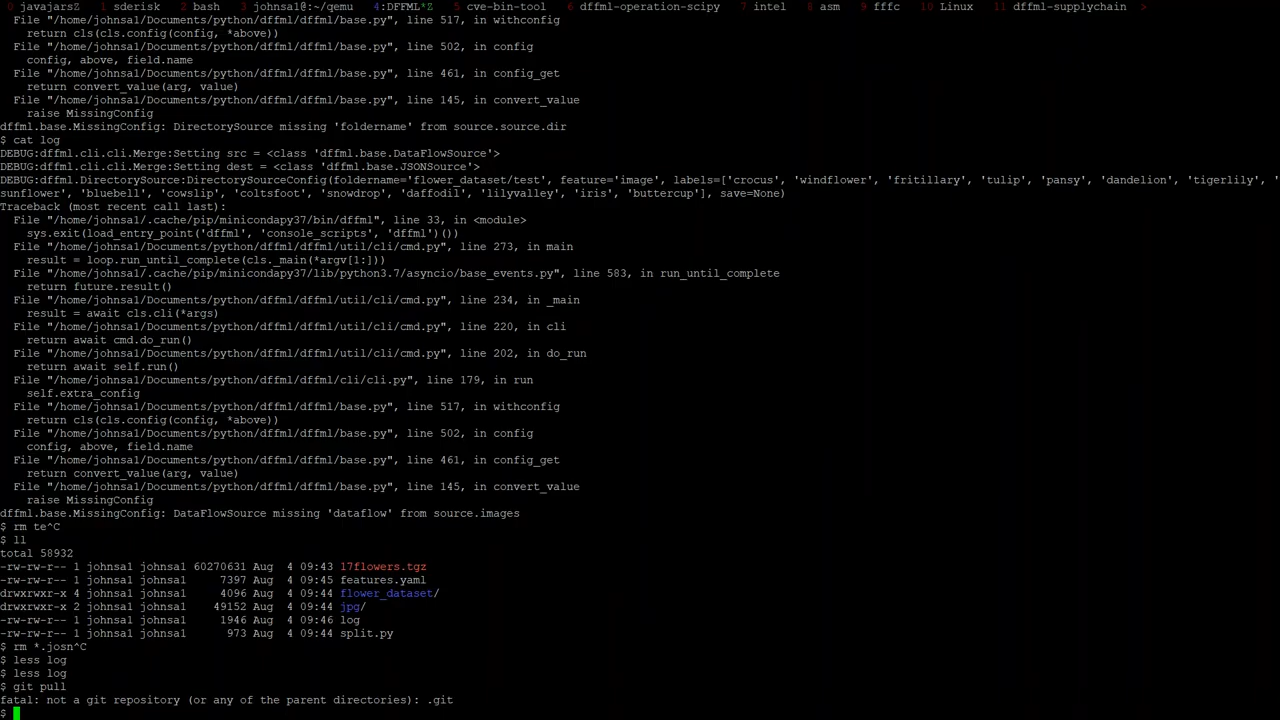 0 javajarsZ  1 sderisk  2 bash  3 johnsa1@:~/qemu  4:DFFML*Z  5 cve-bin-tool  6 dffml-operation-scipy  7 intel  8 asm  9 fffc  10 Linux  11 dffml-supplychain  >
  File "/home/johnsa1/Documents/python/dffml/dffml/base.py", line 517, in withconfig
    return cls(cls.config(config, *above))
  File "/home/johnsa1/Documents/python/dffml/dffml/base.py", line 502, in config
    config, above, field.name
  File "/home/johnsa1/Documents/python/dffml/dffml/base.py", line 461, in config_get
    return convert_value(arg, value)
  File "/home/johnsa1/Documents/python/dffml/dffml/base.py", line 145, in convert_value
    raise MissingConfig
dffml.base.MissingConfig: DirectorySource missing 'foldername' from source.source.dir
$ cat log
DEBUG:dffml.cli.cli.Merge:Setting src = <class 'dffml.base.DataFlowSource'>
DEBUG:dffml.cli.cli.Merge:Setting dest = <class 'dffml.base.JSONSource'>
DEBUG:dffml.DirectorySource:DirectorySourceConfig(foldername='flower_dataset/test', feature='image', labels=['crocus', 'windflower', 'fritillary', 'tulip', 'pansy', 'dandelion', 'tigerlily', '
sunflower', 'bluebell', 'cowslip', 'coltsfoot', 'snowdrop', 'daffodil', 'lilyvalley', 'iris', 'buttercup'], save=None)
Traceback (most recent call last):
  File "/home/johnsa1/.cache/pip/minicondapy37/bin/dffml", line 33, in <module>
    sys.exit(load_entry_point('dffml', 'console_scripts', 'dffml')())
  File "/home/johnsa1/Documents/python/dffml/dffml/util/cli/cmd.py", line 273, in main
    result = loop.run_until_complete(cls._main(*argv[1:]))
  File "/home/johnsa1/.cache/pip/minicondapy37/lib/python3.7/asyncio/base_events.py", line 583, in run_until_complete
    return future.result()
  File "/home/johnsa1/Documents/python/dffml/dffml/util/cli/cmd.py", line 234, in _main
    result = await cls.cli(*args)
  File "/home/johnsa1/Documents/python/dffml/dffml/util/cli/cmd.py", line 220, in cli
    return await cmd.do_run()
  File "/home/johnsa1/Documents/python/dffml/dffml/util/cli/cmd.py", line 202, in do_run
    return await self.run()
  File "/home/johnsa1/Documents/python/dffml/dffml/cli/cli.py", line 179, in run
    self.extra_config
  File "/home/johnsa1/Documents/python/dffml/dffml/base.py", line 517, in withconfig
    return cls(cls.config(config, *above))
  File "/home/johnsa1/Documents/python/dffml/dffml/base.py", line 502, in config
    config, above, field.name
  File "/home/johnsa1/Documents/python/dffml/dffml/base.py", line 461, in config_get
    return convert_value(arg, value)
  File "/home/johnsa1/Documents/python/dffml/dffml/base.py", line 145, in convert_value
    raise MissingConfig
dffml.base.MissingConfig: DataFlowSource missing 'dataflow' from source.images
$ rm te^C
$ ll
total 58932
-rw-rw-r-- 1 johnsa1 johnsa1 60270631 Aug  4 09:43 17flowers.tgz
-rw-rw-r-- 1 johnsa1 johnsa1     7397 Aug  4 09:45 features.yaml
drwxrwxr-x 4 johnsa1 johnsa1     4096 Aug  4 09:44 flower_dataset/
drwxrwxr-x 2 johnsa1 johnsa1    49152 Aug  4 09:44 jpg/
-rw-rw-r-- 1 johnsa1 johnsa1     1946 Aug  4 09:46 log
-rw-rw-r-- 1 johnsa1 johnsa1      973 Aug  4 09:44 split.py
$ rm *.josn^C
$ less log
$ less log
$ git pull
fatal: not a git repository (or any of the parent directories): .git
$